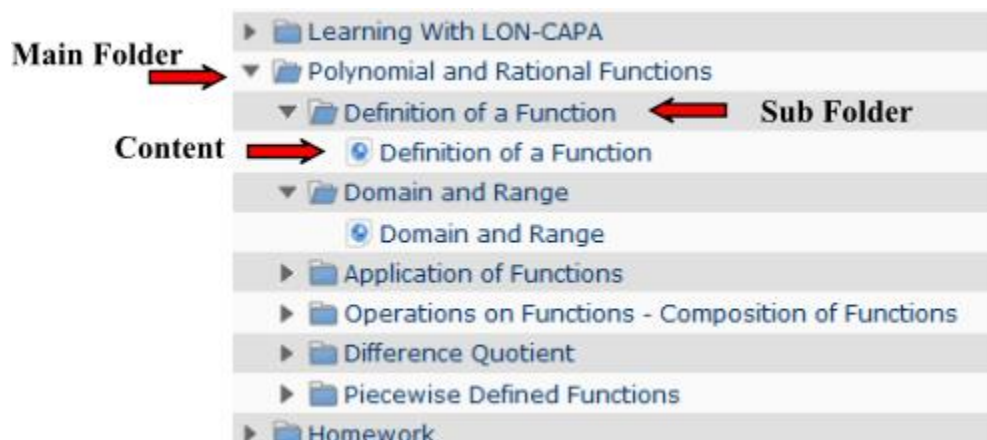 Learning With LON-CAPA
Main Folder
Polynomial and Rational Functions
Definition of a Function
Sub Folder
Content
Definition of a Function
Domain and Range
Domain and Range
Application of Functions
Operations on Functions - Composition of Functions
Difference Quotient
Piecewise Defined Functions
Homework